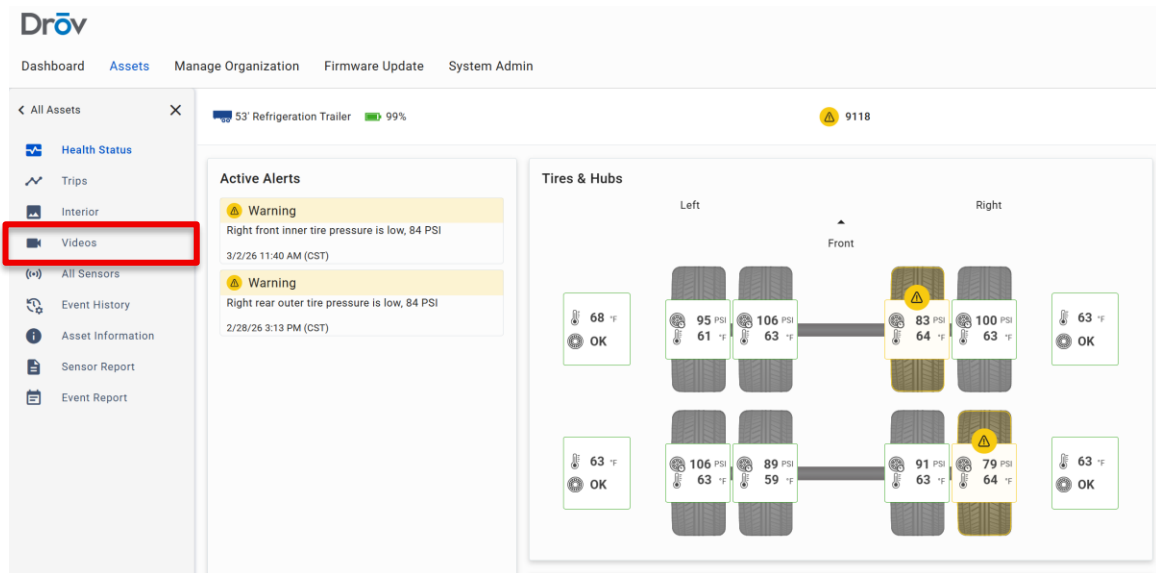 Drōv
Dashboard Assets Manage Organization Firmware Update System Admin
All Assets
Health Status
Trips
Interior
Videos
All Sensors
Event History
Asset Information
Sensor Report
Event Report
53' Refrigeration Trailer 99% 9118
Active Alerts
Warning
Right front inner tire pressure is low, 84 PSI
3/2/26 11:40 AM (CST)
Warning
Right rear outer tire pressure is low, 84 PSI
2/28/26 3:13 PM (CST)
Tires & Hubs
Left Right
Front
68 °F
OK
95 PSI
61 °F
106 PSI
63 °F
83 PSI
64 °F
100 PSI
63 °F
63 °F
OK
63 °F
OK
106 PSI
63 °F
89 PSI
59 °F
91 PSI
63 °F
79 PSI
64 °F
63 °F
OK